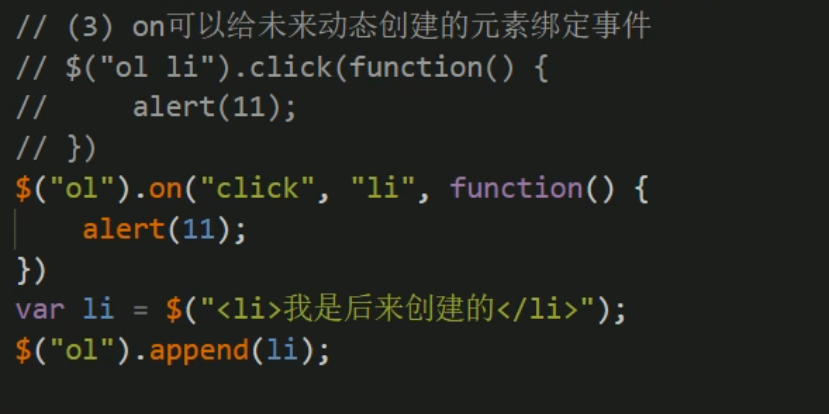 // (3) on可以给未来动态创建的元素绑定事件
// $("ol li").click(function() {
//     alert(11);
// })
$("ol").on("click", "li", function() {
    alert(11);
})
var li = $("<li>我是后来创建的</li>");
$("ol").append(li);